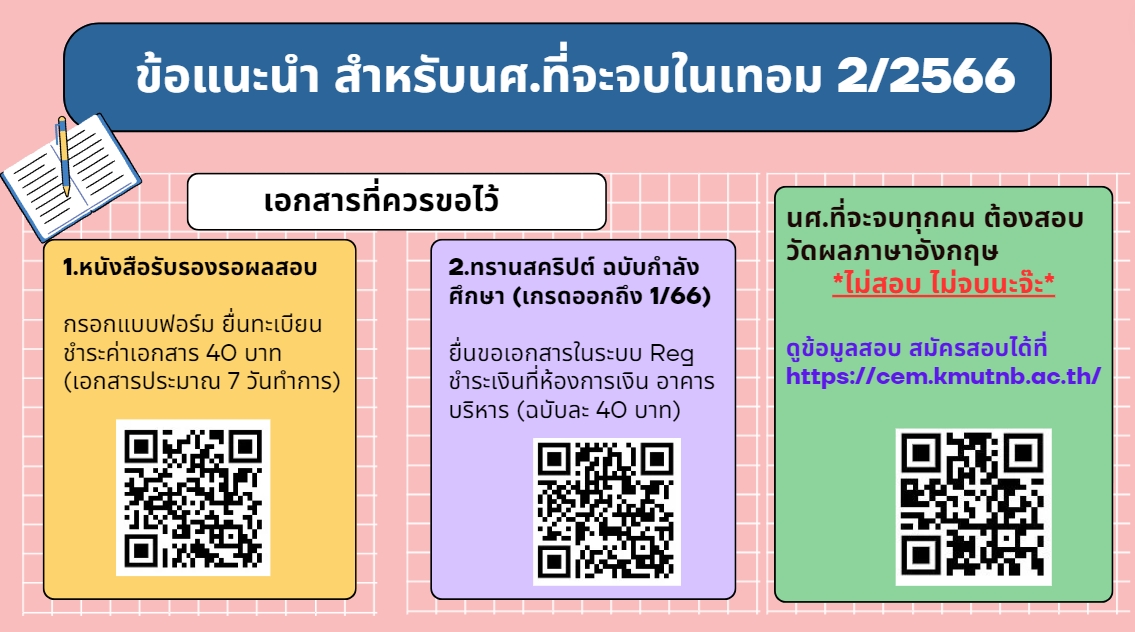 ข้อแนะนำ สำหรับนศ.ที่จะจบในเทอม 2/2566
เอกสารที่ควรขอไว้
1.หนังสือรับรองรอผลสอบ
กรอกแบบฟอร์ม ยื่นทะเบียน
ชำระค่าเอกสาร 40 บาท
(เอกสารประมาณ 7 วันทำการ)
2.ทรานสคริปต์ ฉบับกำลัง
ศึกษา (เกรดออกถึง 1/66)
ยื่นขอเอกสารในระบบ Reg
ชำระเงินที่ห้องการเงิน อาคาร
บริหาร (ฉบับละ 40 บาท)
นศ.ที่จะจบทุกคน ต้องสอบ
วัดผลภาษาอังกฤษ
*ไม่สอบ ไม่จบนะจ๊ะ*
ดูข้อมูลสอบ สมัครสอบได้ที่
https://cem.kmutnb.ac.th/